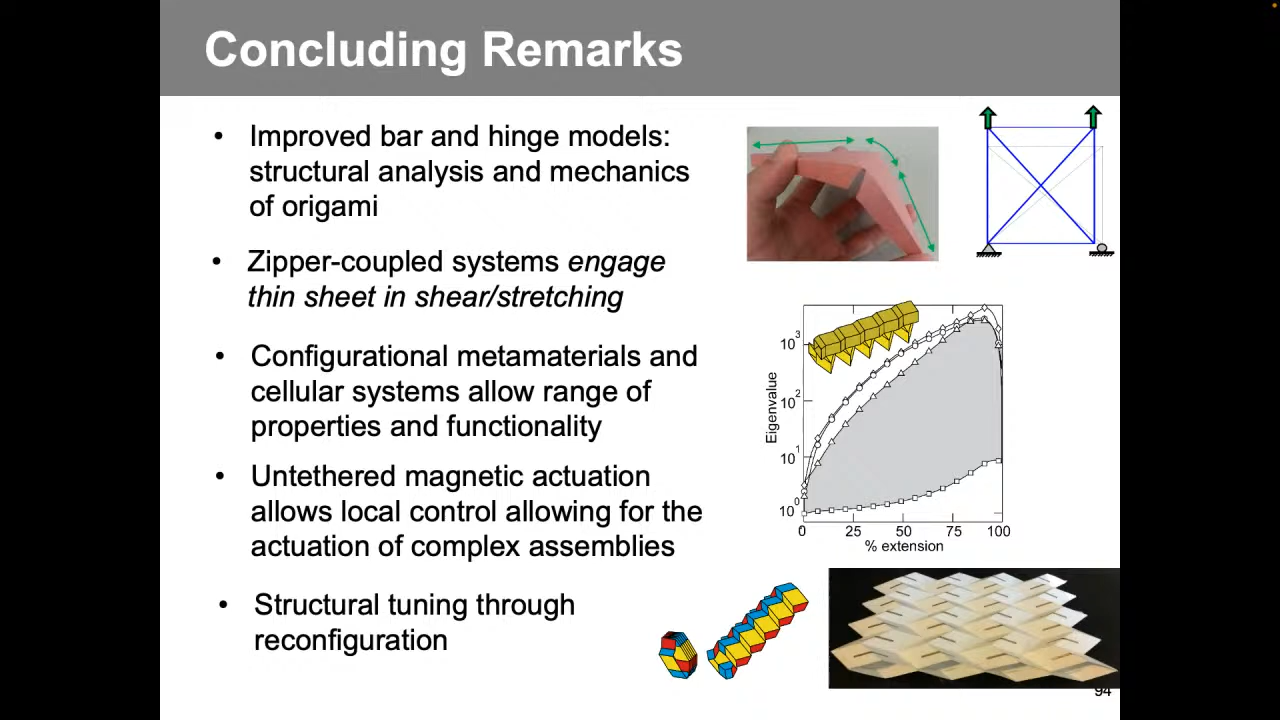 Concluding Remarks
• Improved bar and hinge models:
structural analysis and mechanics
of origami
• Zipper-coupled systems engage
thin sheet in shear/stretching
• Configurational metamaterials and
cellular systems allow range of
properties and functionality
• Untethered magnetic actuation
allows local control allowing for the
actuation of complex assemblies
• Structural tuning through
reconfiguration
Eigenvalue
10³
10²
10¹
10⁰
0 25 50 75 100
% extension
94